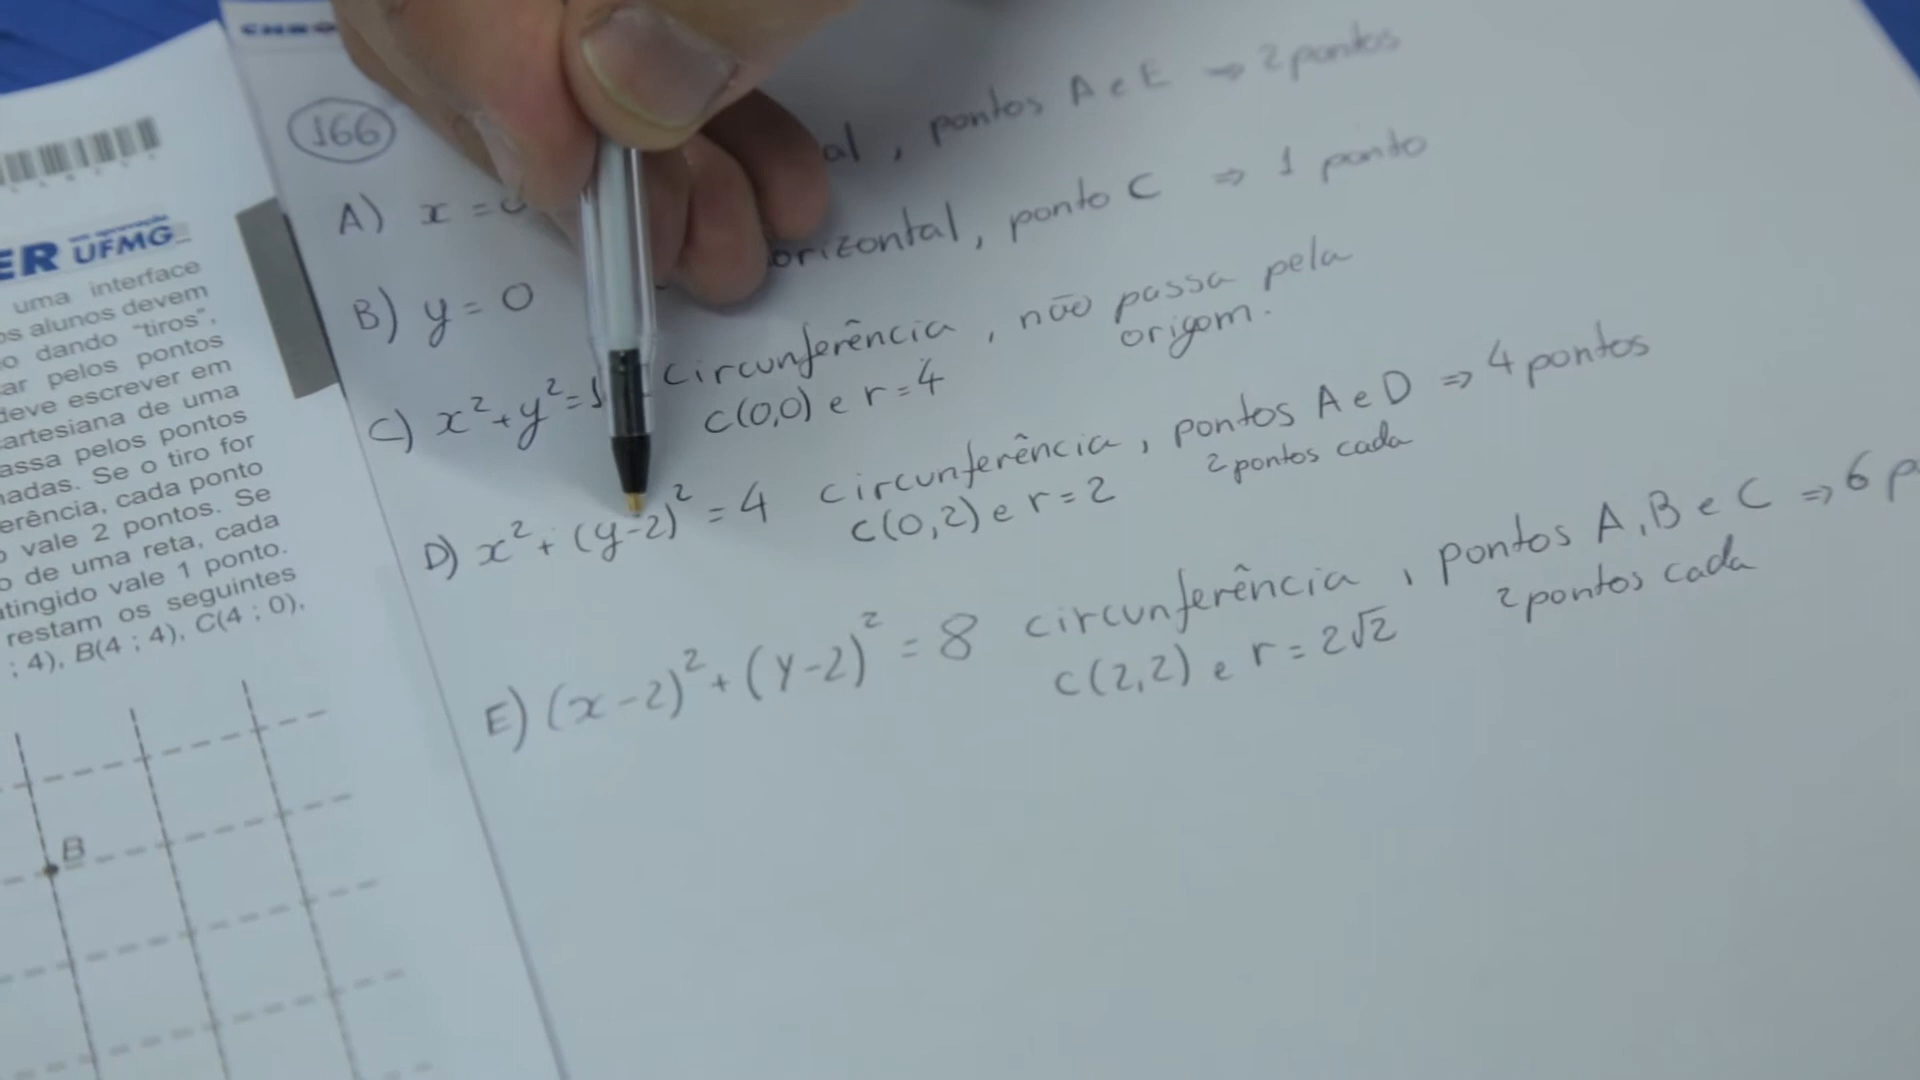 ER UFMG
uma interface
os alunos devem
o dando "tiros",
ar pelos pontos
deve escrever em
artesiana de uma
assa pelos pontos
nadas. Se o tiro for
erência, cada ponto
o vale 2 pontos. Se
o de uma reta, cada
tingido vale 1 ponto.
restam os seguintes
; 4), B(4 ; 4), C(4 ; 0),
B
166
A) x = al, pontos A e E ⇒ 2 pontos
B) y = 0 orizontal, ponto C ⇒ 1 ponto
C) x² + y² = 1 circunferência, não passa pela
origem.
C(0,0) e r = 4
D) x² + (y-2)² = 4 circunferência, pontos A e D ⇒ 4 pontos
C(0,2) e r = 2 2 pontos cada
E) (x-2)² + (y-2)² = 8 circunferência, pontos A, B e C ⇒ 6 p
C(2,2) e r = 2√2 2 pontos cada